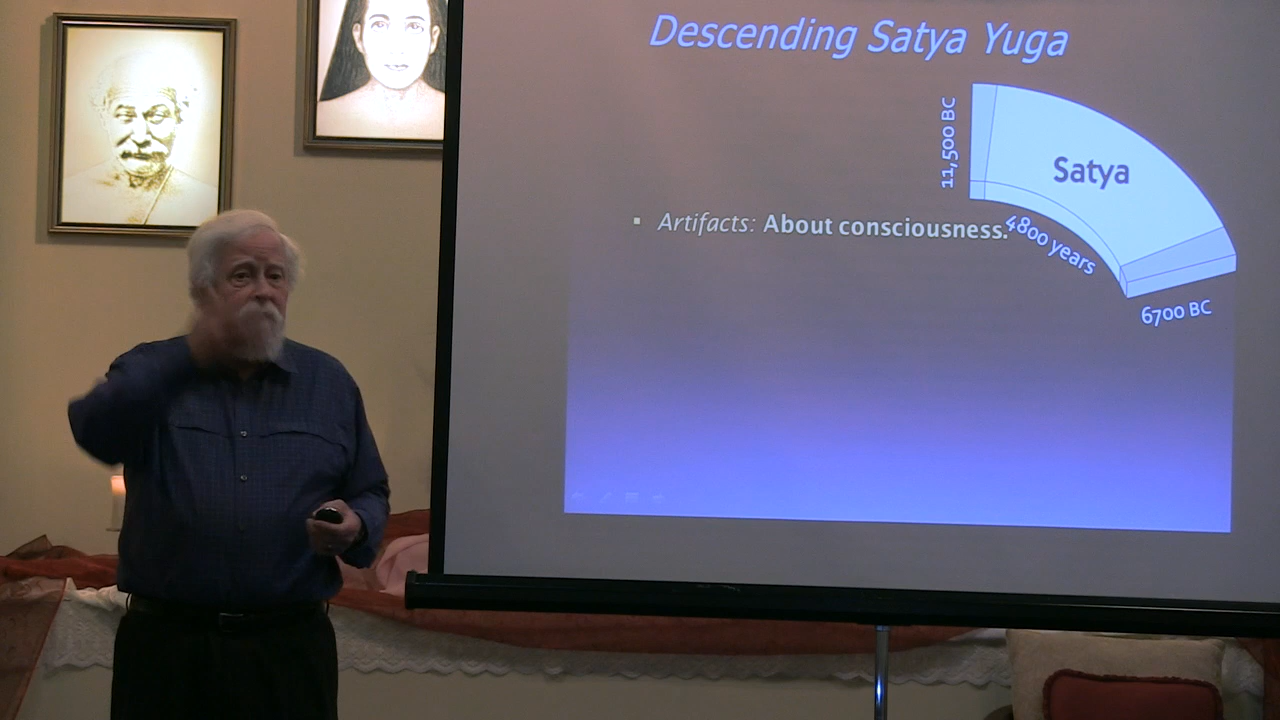 Descending Satya Yuga
11,500 BC
Satya
▪ Artifacts: About consciousness.
4800 years
6700 BC